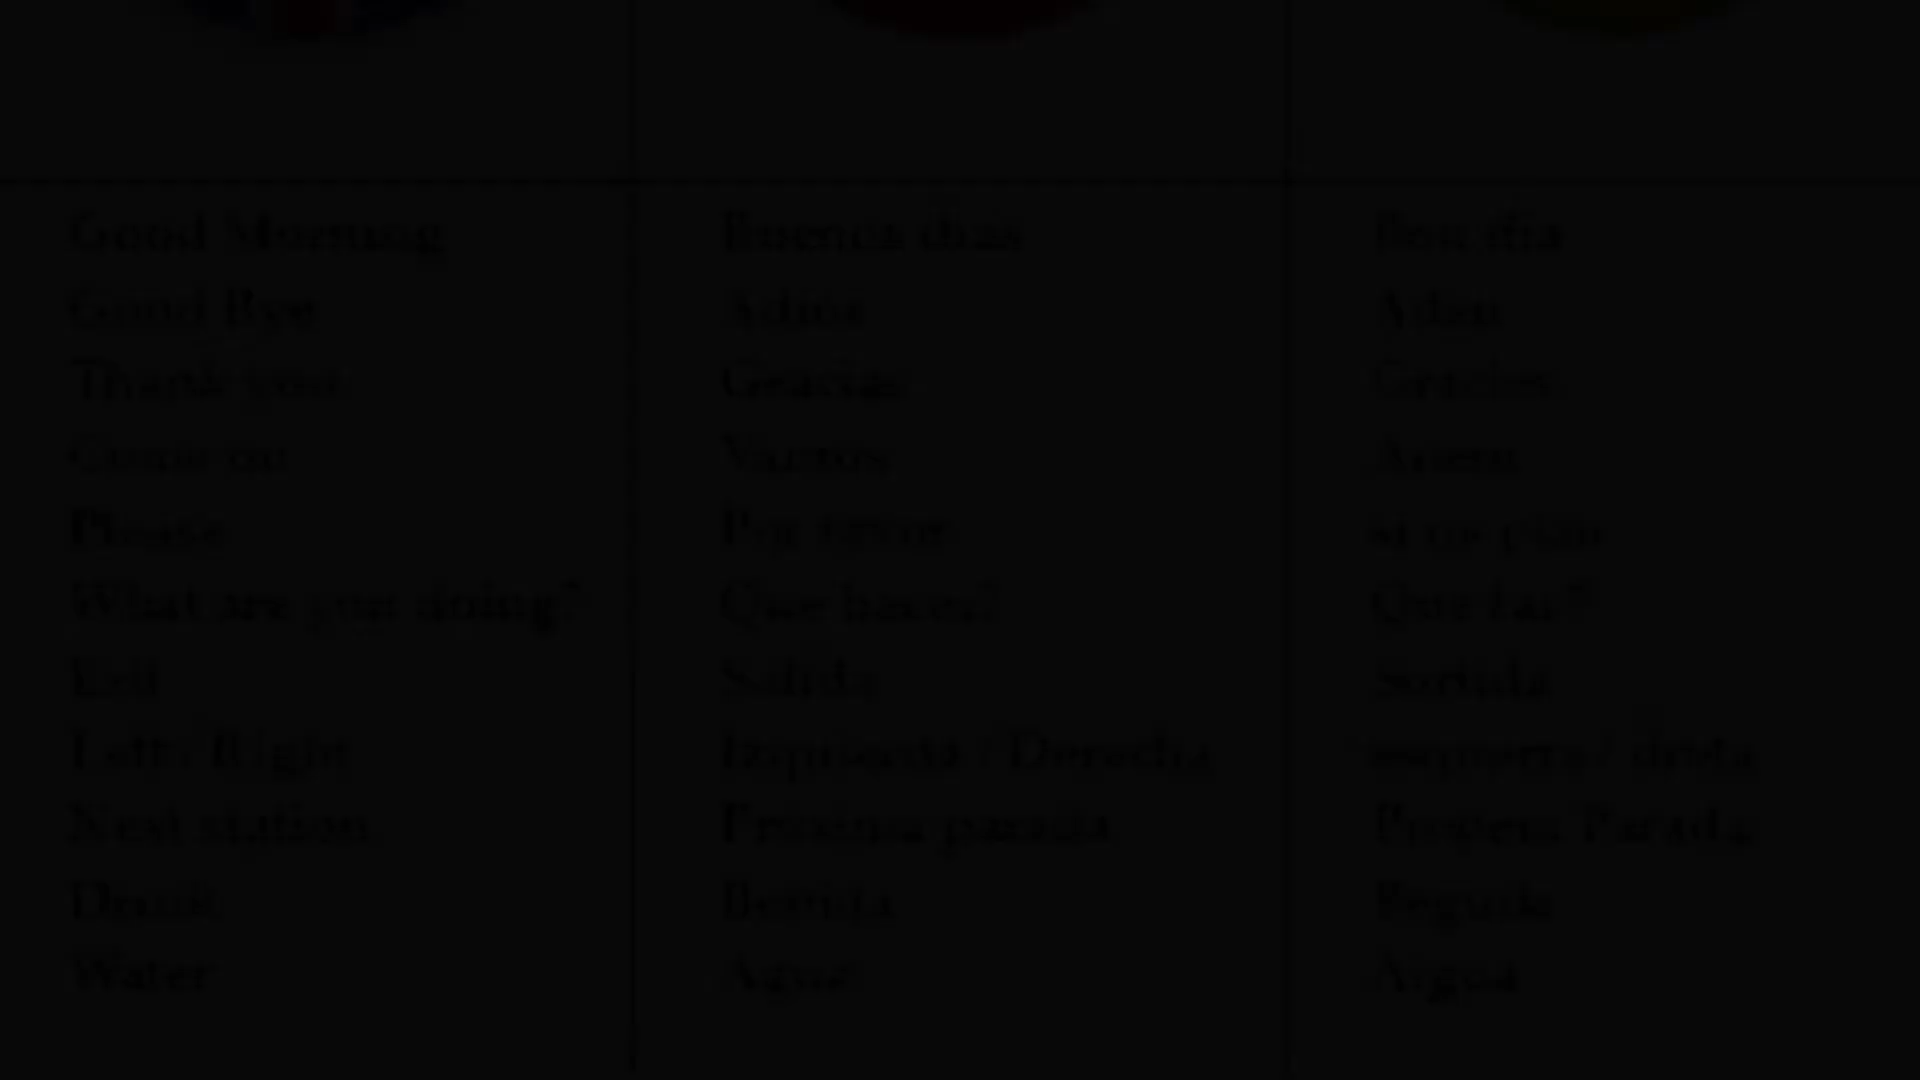 Good Morning Buenos dias Bon dia
Good Bye Adios Adeu
Thank you Gracias Gracies
Come on Vamos Anem
Please Por favor si us plau
What are you doing? Que haces? Que fas?
Exit Salida Sortida
Left / Right Izquierda / Derecha esquerra / dreta
Next station Proxima parada Propera Parada
Drink Bebida Beguda
Water Agua Aigua